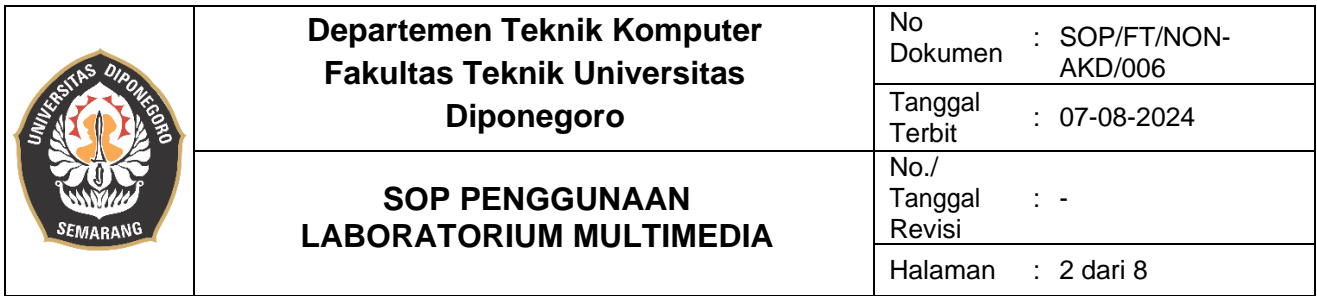 UNIVERSITAS DIPONEGORO
SEMARANG
Departemen Teknik Komputer
Fakultas Teknik Universitas
Diponegoro
SOP PENGGUNAAN
LABORATORIUM MULTIMEDIA
No
Dokumen : SOP/FT/NON-
AKD/006
Tanggal
Terbit : 07-08-2024
No./
Tanggal : -
Revisi
Halaman : 2 dari 8